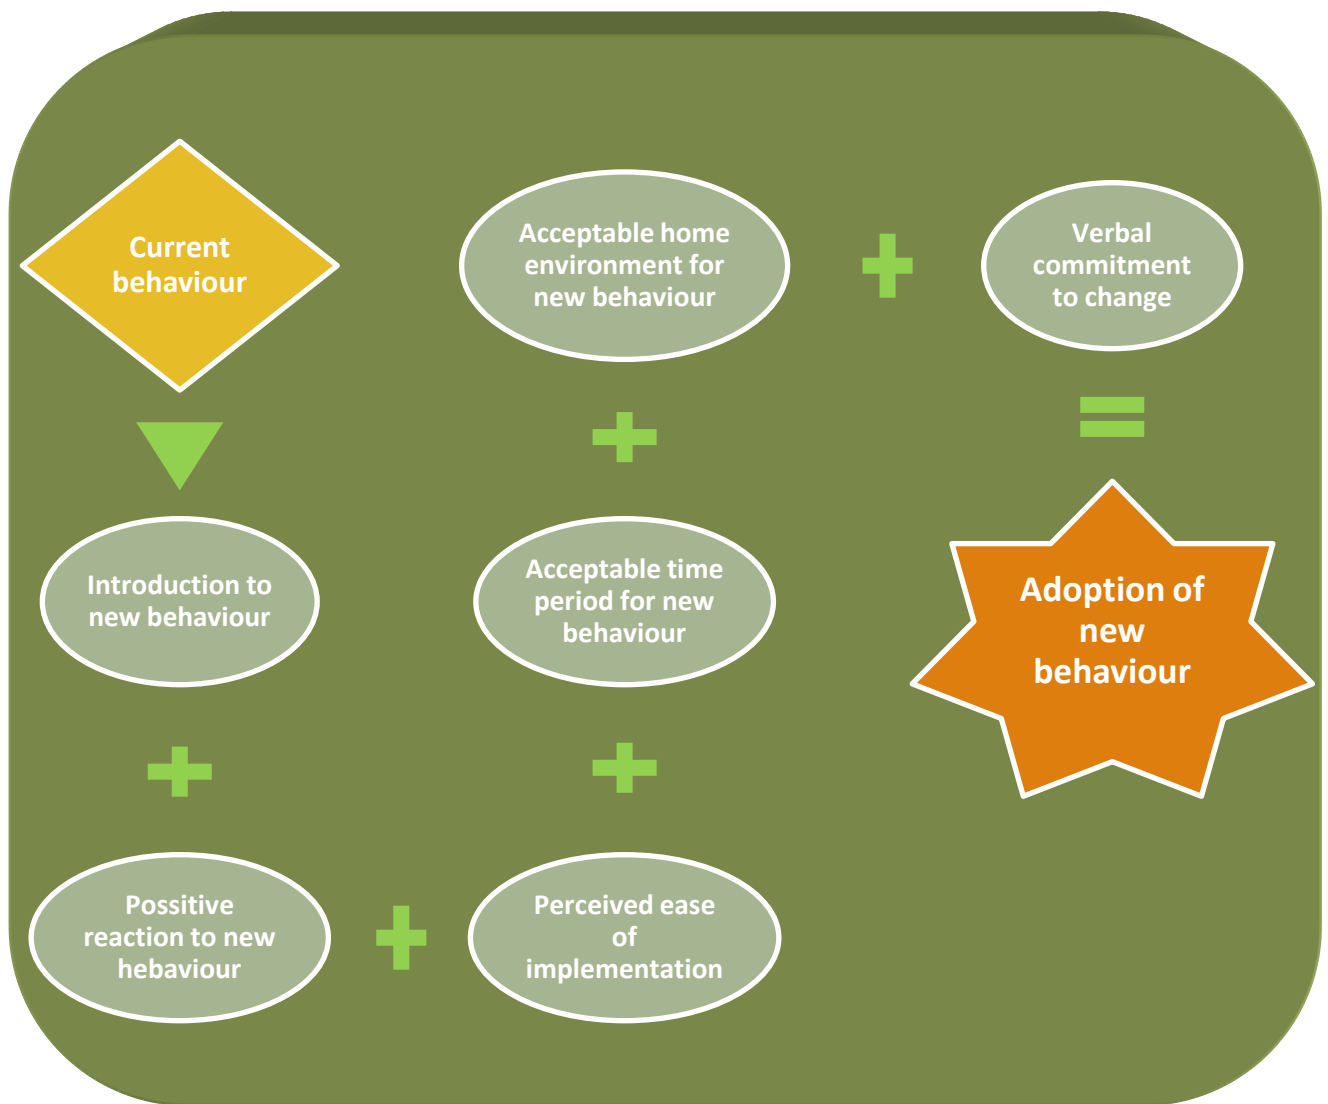 Current
behaviour
Introduction to
new behaviour
Possitive
reaction to new
hebaviour
Perceived ease
of
implementation
Acceptable time
period for new
behaviour
Acceptable home
environment for
new behaviour
Verbal
commitment
to change
Adoption of
new
behaviour